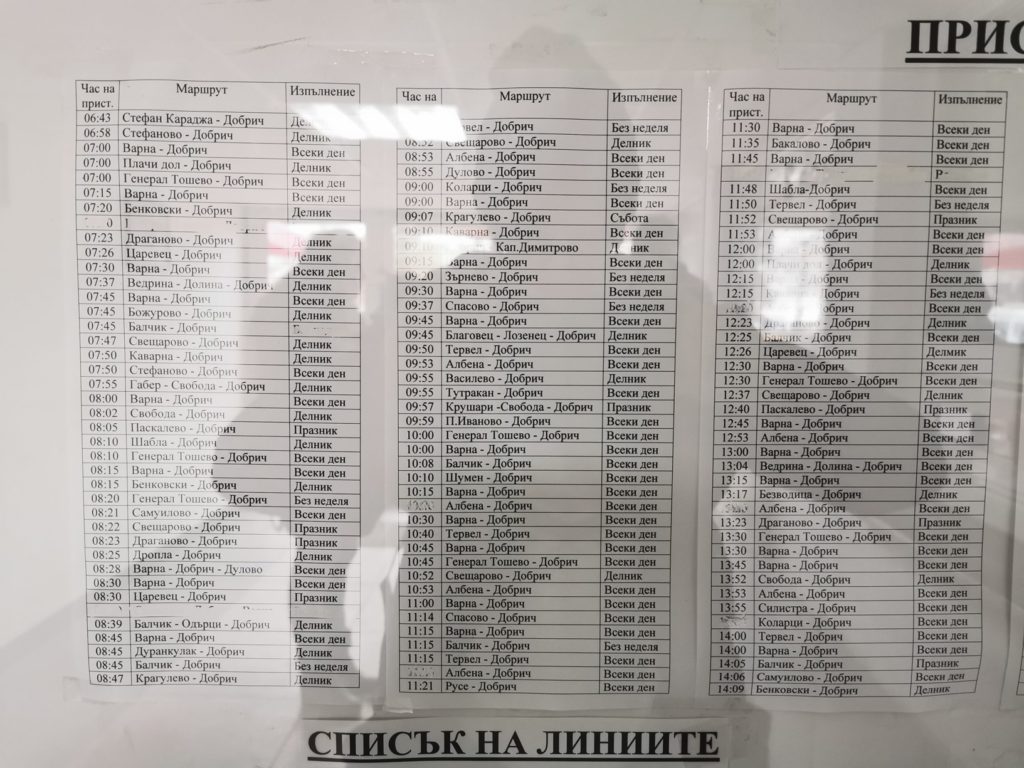 ПРИС
Час на прист. Маршрут Изпълнение
06:43 Стефан Караджа - Добрич Делник
06:58 Стефаново - Добрич Делник
07:00 Варна - Добрич Всеки ден
07:00 Плачи дол - Добрич Делник
07:00 Генерал Тошево - Добрич Всеки ден
07:15 Варна - Добрич Всеки ден
07:20 Бенковски - Добрич Делник
07:23 Драганово - Добрич Делник
07:26 Царевец - Добрич Делник
07:30 Варна - Добрич Всеки ден
07:37 Ведрина - Долина - Добрич Делник
07:45 Варна - Добрич Всеки ден
07:45 Божурово - Добрич Делник
07:45 Балчик - Добрич
07:47 Свещарово - Добрич Делник
07:50 Каварна - Добрич Делник
07:50 Стефаново - Добрич Всеки ден
07:55 Габер - Свобода - Добрич Делник
08:00 Варна - Добрич Всеки ден
08:02 Свобода - Добрич Делник
08:05 Паскалево - Добрич Празник
08:10 Шабла - Добрич Делник
08:10 Генерал Тошево - Добрич Всеки ден
08:15 Варна - Добрич Всеки ден
08:15 Бенковски - Добрич Делник
08:20 Генерал Тошево - Добрич Без неделя
08:21 Самуилово - Добрич Всеки ден
08:22 Свещарово - Добрич Празник
08:23 Драганово - Добрич Празник
08:25 Дропла - Добрич Делник
08:28 Варна - Добрич - Дулово Всеки ден
08:30 Варна - Добрич Всеки ден
08:30 Царевец - Добрич Празник
08:39 Балчик - Одърци - Добрич Делник
08:45 Варна - Добрич Всеки ден
08:45 Дуранкулак - Добрич Делник
08:45 Балчик - Добрич Без неделя
08:47 Крагулево - Добрич Делник
Час на Маршрут Изпълнение
- Добрич Без неделя
08:52 Свещарово - Добрич Делник
08:53 Албена - Добрич Всеки ден
08:55 Дулово - Добрич Всеки ден
09:00 Коларци - Добрич Без неделя
09:00 Варна - Добрич Всеки ден
09:07 Крагулево - Добрич Събота
09:10 Каварна - Добрич Всеки ден
Кап.Димитрово Делник
09:15 Варна - Добрич Всеки ден
09:20 Зърнево - Добрич Без неделя
09:30 Варна - Добрич Всеки ден
09:37 Спасово - Добрич Без неделя
09:45 Варна - Добрич Всеки ден
09:45 Благовец - Лозенец - Добрич Делник
09:50 Тервел - Добрич Всеки ден
09:53 Албена - Добрич Всеки ден
09:55 Василево - Добрич Делник
09:55 Тутракан - Добрич Всеки ден
09:57 Крушари -Свобода - Добрич Празник
09:59 П.Иваново - Добрич Всеки ден
10:00 Генерал Тошево - Добрич Всеки ден
10:00 Варна - Добрич Всеки ден
10:08 Балчик - Добрич Всеки ден
10:10 Шумен - Добрич Всеки ден
10:15 Варна - Добрич Всеки ден
Албена - Добрич Всеки ден
10:30 Варна - Добрич Всеки ден
10:40 Тервел - Добрич Всеки ден
10:45 Варна - Добрич Всеки ден
10:45 Генерал Тошево - Добрич Всеки ден
10:52 Свещарово - Добрич Делник
10:53 Албена - Добрич Всеки ден
11:00 Варна - Добрич Всеки ден
11:14 Спасово - Добрич Всеки ден
11:15 Варна - Добрич Всеки ден
11:15 Балчик - Добрич Без неделя
11:15 Тервел - Добрич Всеки ден
Албена - Добрич Всеки ден
11:21 Русе - Добрич Всеки ден
Час на прист. Маршрут Изпълнение
11:30 Варна - Добрич Всеки ден
11:35 Бакалово - Добрич Всеки ден
11:45 Варна - Добрич Всеки ден
11:48 Шабла-Добрич Всеки ден
11:50 Тервел - Добрич Без неделя
11:52 Свещарово - Добрич Празник
11:53 Добрич Всеки ден
12:00 Варна - Добрич Всеки ден
12:00 Плачи дол - Добрич Делник
12:15 Добрич Всеки ден
12:15 Добрич Без неделя
Добрич Всеки ден
12:23 Драганово - Добрич Делник
12:25 Балчик - Добрич Всеки ден
12:26 Царевец - Добрич Делмик
12:30 Варна - Добрич Всеки ден
12:30 Генерал Тошево - Добрич Всеки ден
12:37 Свещарово - Добрич Делник
12:40 Паскалево - Добрич Празник
12:45 Варна - Добрич Всеки ден
12:53 Албена - Добрич Всеки ден
13:00 Варна - Добрич Всеки ден
13:04 Ведрина - Долина - Добрич Всеки ден
13:15 Варна - Добрич Всеки ден
13:17 Безводица - Добрич Делник
Албена - Добрич Всеки ден
13:23 Драганово - Добрич Празник
13:30 Генерал Тошево - Добрич Всеки ден
13:30 Варна - Добрич Всеки ден
13:45 Варна - Добрич Всеки ден
13:52 Свобода - Добрич Делник
13:53 Албена - Добрич Всеки ден
13:55 Силистра - Добрич Всеки ден
Коларци - Добрич Всеки ден
14:00 Тервел - Добрич Всеки ден
14:00 Варна - Добрич Всеки ден
14:05 Балчик - Добрич Празник
14:06 Самуилово - Добрич Всеки ден
14:09 Бенковски - Добрич Делник
СПИСЪК НА ЛИНИИТЕ